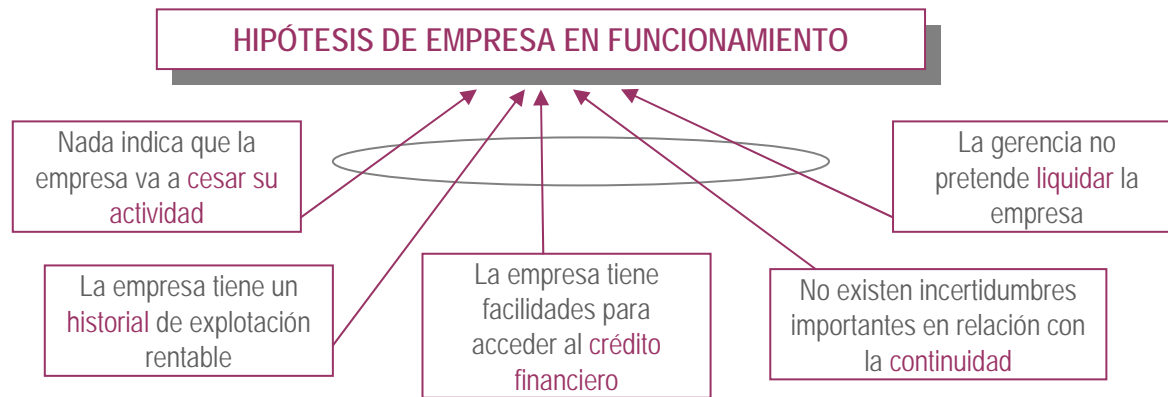 HIPÓTESIS DE EMPRESA EN FUNCIONAMIENTO
Nada indica que la
empresa va a cesar su
actividad
La gerencia no
pretende liquidar la
empresa
La empresa tiene un
historial de explotación
rentable
La empresa tiene
facilidades para
acceder al crédito
financiero
No existen incertidumbres
importantes en relación con
la continuidad